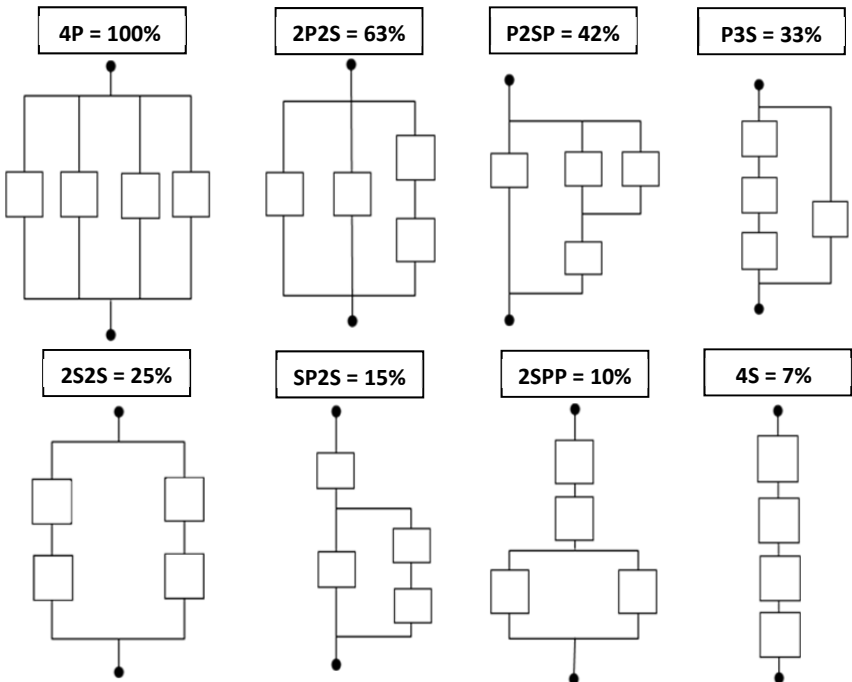 4P = 100%
2P2S = 63%
P2SP = 42%
P3S = 33%
2S2S = 25%
SP2S = 15%
2SPP = 10%
4S = 7%